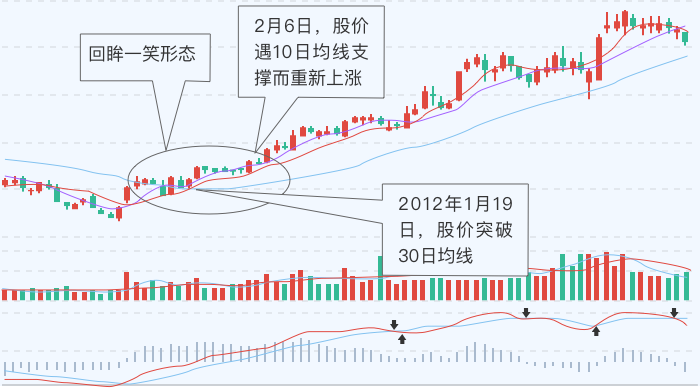 回眸一笑形态
2月6日，股价
遇10日均线支
撑而重新上涨
2012年1月19
日，股价突破
30日均线